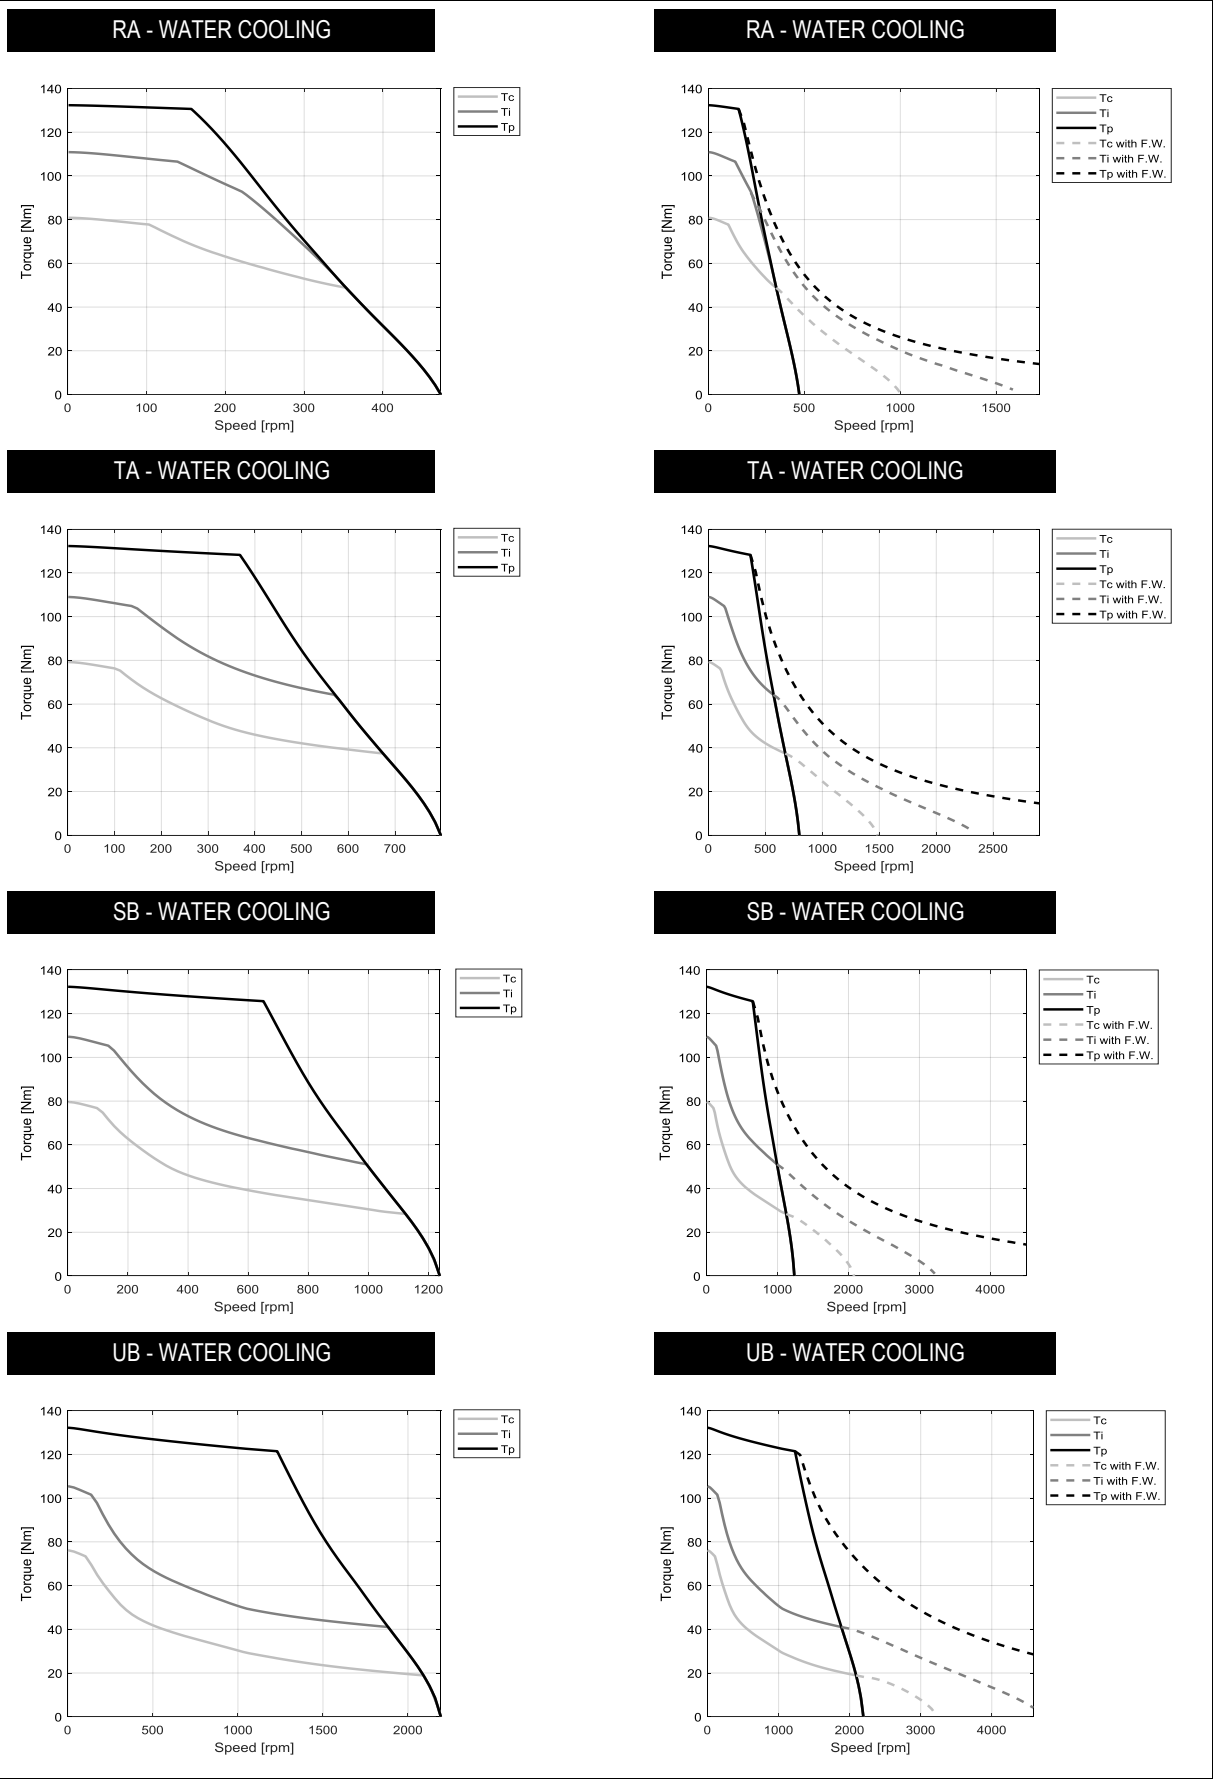 RA - WATER COOLING
140
120
100
80
60
40
20
0
0 100 200 300 400
Torque [Nm]
Speed [rpm]
Tc
Ti
Tp
RA - WATER COOLING
140
120
100
80
60
40
20
0
0 500 1000 1500
Torque [Nm]
Speed [rpm]
Tc
Ti
Tp
Tc with F.W.
Ti with F.W.
Tp with F.W.
TA - WATER COOLING
140
120
100
80
60
40
20
0
0 100 200 300 400 500 600 700
Torque [Nm]
Speed [rpm]
Tc
Ti
Tp
TA - WATER COOLING
140
120
100
80
60
40
20
0
0 500 1000 1500 2000 2500
Torque [Nm]
Speed [rpm]
Tc
Ti
Tp
Tc with F.W.
Ti with F.W.
Tp with F.W.
SB - WATER COOLING
140
120
100
80
60
40
20
0
0 200 400 600 800 1000 1200
Torque [Nm]
Speed [rpm]
Tc
Ti
Tp
SB - WATER COOLING
140
120
100
80
60
40
20
0
0 1000 2000 3000 4000
Torque [Nm]
Speed [rpm]
Tc
Ti
Tp
Tc with F.W.
Ti with F.W.
Tp with F.W.
UB - WATER COOLING
140
120
100
80
60
40
20
0
0 500 1000 1500 2000
Torque [Nm]
Speed [rpm]
Tc
Ti
Tp
UB - WATER COOLING
140
120
100
80
60
40
20
0
0 1000 2000 3000 4000
Torque [Nm]
Speed [rpm]
Tc
Ti
Tp
Tc with F.W.
Ti with F.W.
Tp with F.W.